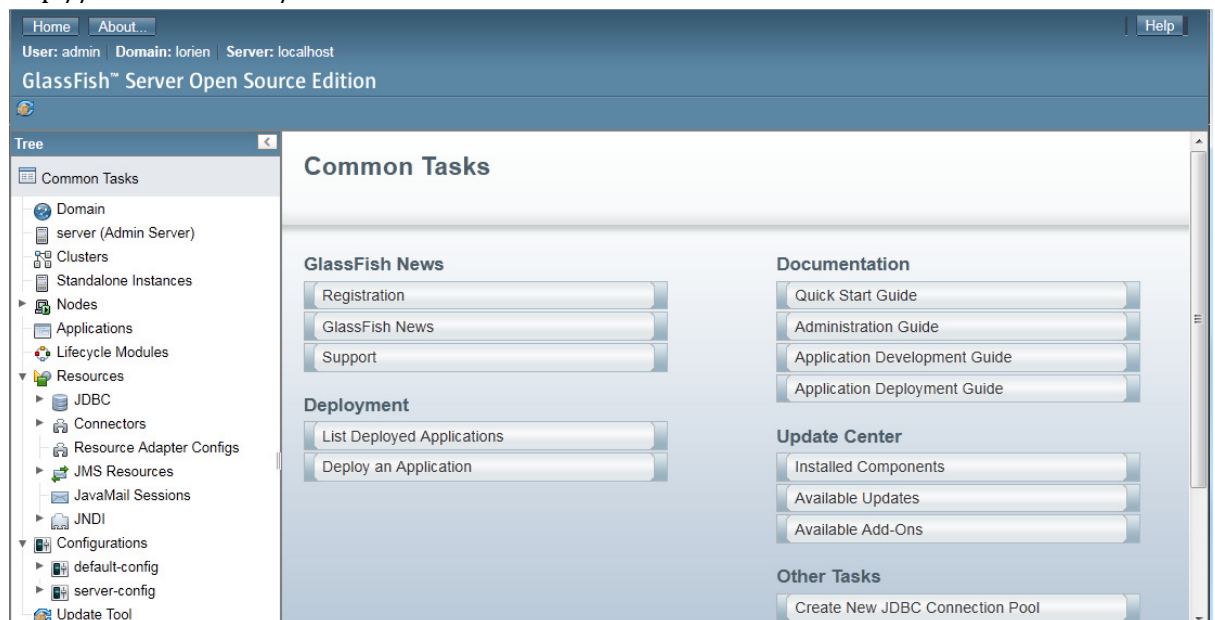 Home About... Help
User: admin Domain: lorien Server: localhost
GlassFish™ Server Open Source Edition
Tree
Common Tasks
Domain
server (Admin Server)
Clusters
Standalone Instances
Nodes
Applications
Lifecycle Modules
Resources
JDBC
Connectors
Resource Adapter Configs
JMS Resources
JavaMail Sessions
JNDI
Configurations
default-config
server-config
Update Tool
Common Tasks
GlassFish News
Registration
GlassFish News
Support
Deployment
List Deployed Applications
Deploy an Application
Documentation
Quick Start Guide
Administration Guide
Application Development Guide
Application Deployment Guide
Update Center
Installed Components
Available Updates
Available Add-Ons
Other Tasks
Create New JDBC Connection Pool